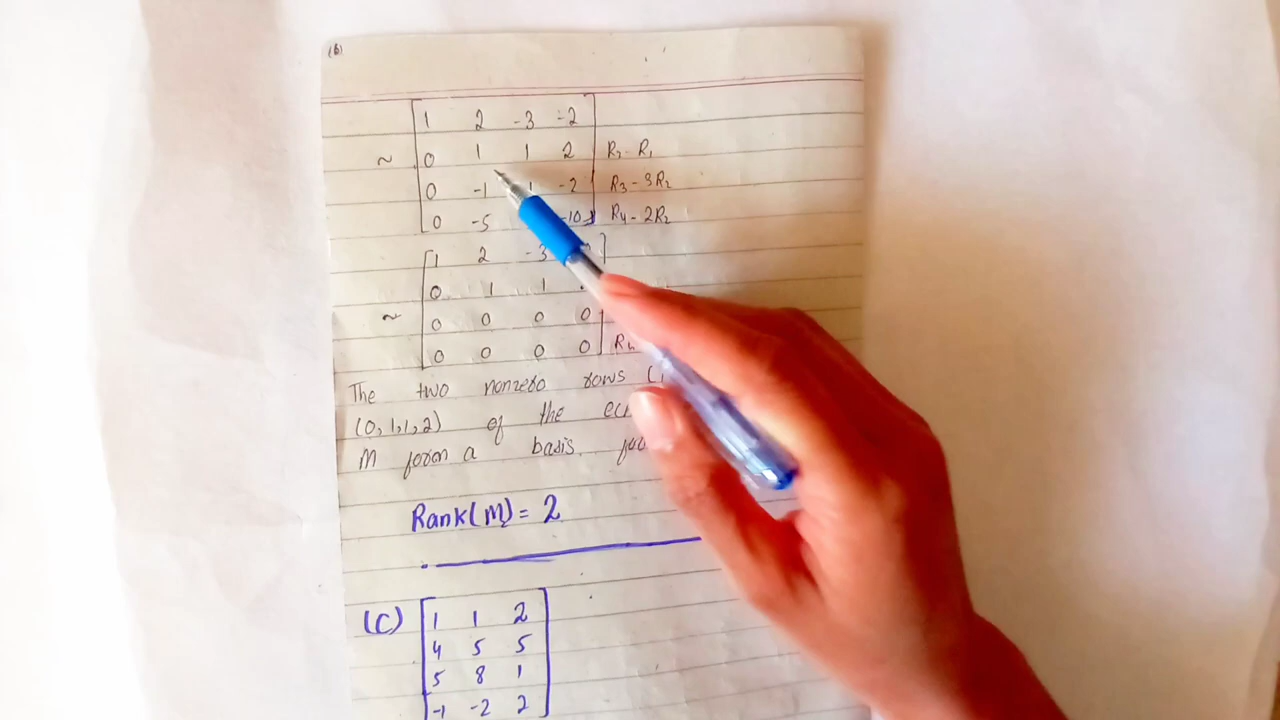 (6)
1 2 -3 -2
~ 0 1 1 2 R2 - R1
0 -1 -2 R3 - 3R2
0 -5 -10 R4 - 2R2
1 2 -3
0 1 1
~ 0 0 0 0
0 0 0 0
The two nonzero rows
(0, 1, 1, 2) of the
M form a basis
Rank(M) = 2
(C) 1 1 2
4 5 5
5 8 1
-1 -2 2